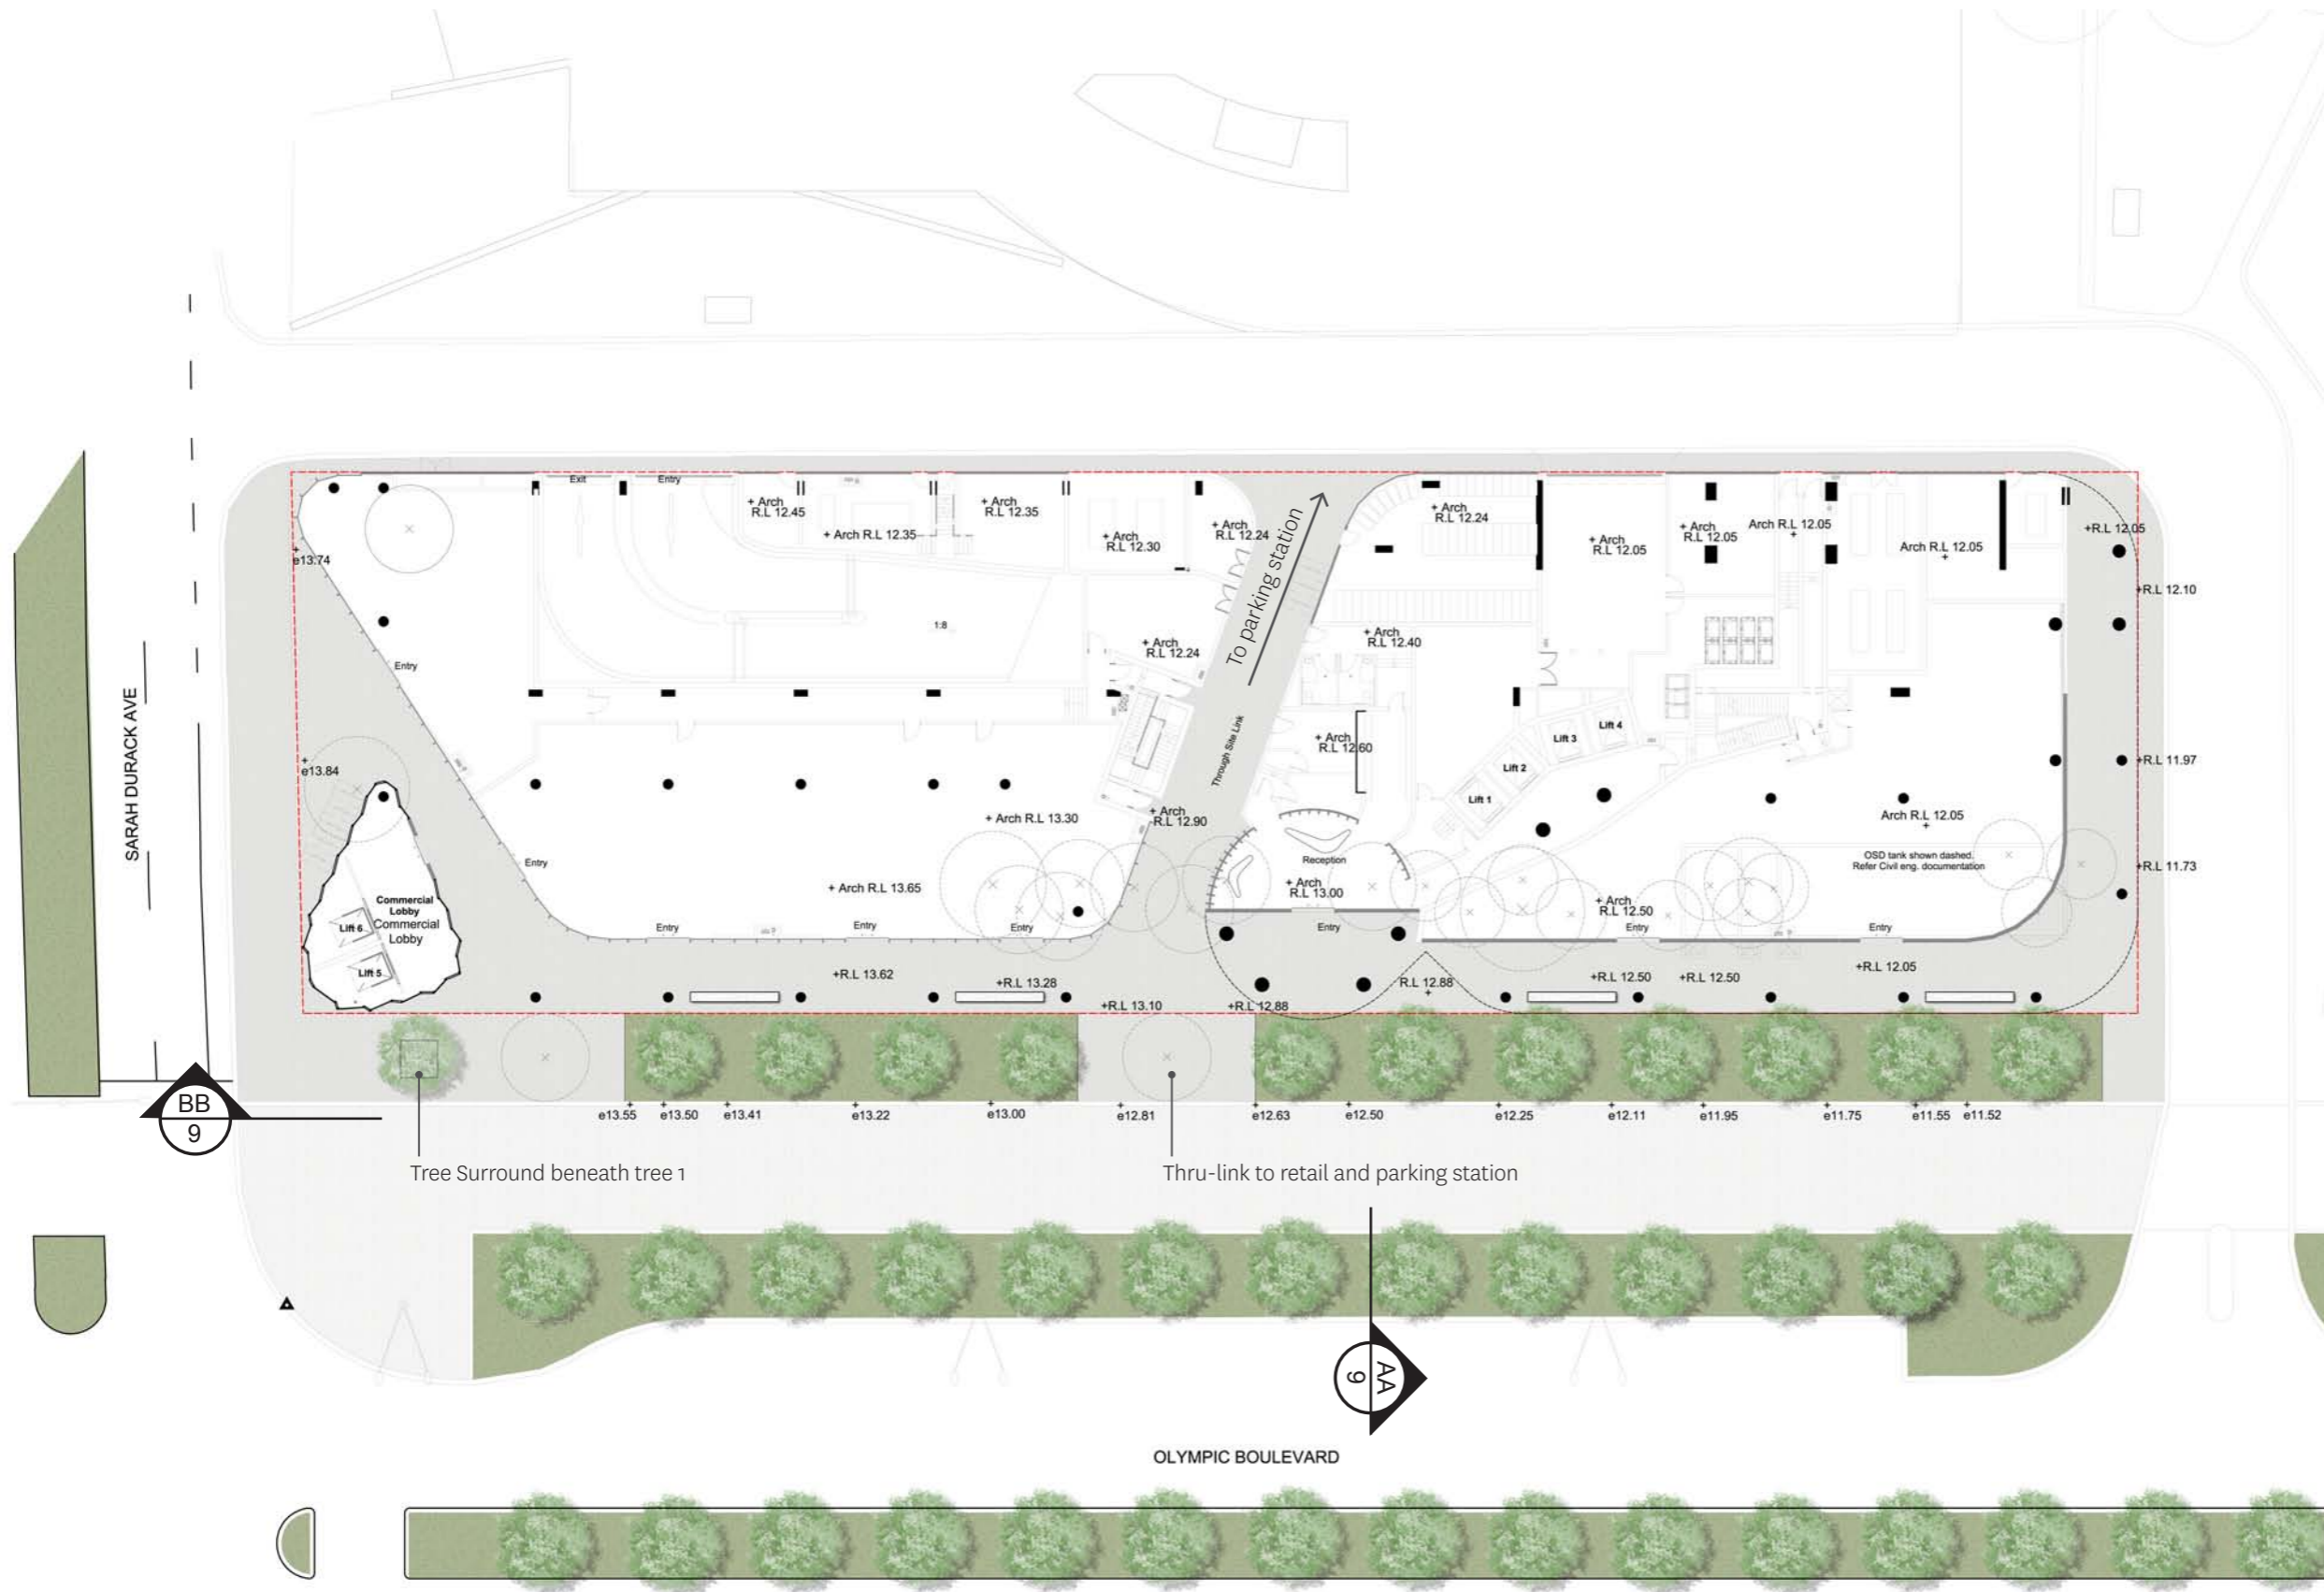 Exit
Entry
+ Arch
R.L 12.45
+ Arch R.L 12.35
+ Arch
R.L 12.35
+ Arch
R.L 12.30
+ Arch
R.L 12.24
To parking station
+ Arch
R.L 12.24
+ Arch
R.L 12.05
+ Arch
R.L 12.05
Arch R.L 12.05
+
Arch R.L 12.05
+
+R.L 12.05
+R.L 12.10
+
e13.74
1:8
Entry
+ Arch
R.L 12.24
+ Arch
R.L 12.40
Through Site Link
+ Arch
R.L 12.60
Lift 1
Lift 2
Lift 3
Lift 4
+R.L 11.97
+
e13.84
SARAH DURACK AVE
+ Arch R.L 13.30
+ Arch
R.L 12.90
Arch R.L 12.05
+
OSD tank shown dashed.
Refer Civil eng. documentation
+R.L 11.73
Entry
Reception
+ Arch R.L 13.65
+ Arch
R.L 13.00
+ Arch
R.L 12.50
Commercial
Lobby
Commercial
Lobby
Lift 6
Lift 5
Entry
Entry
Entry
Entry
Entry
Entry
+R.L 13.62
+R.L 13.28
+R.L 13.10
+R.L 12.88
R.L 12.88
+
+R.L 12.50
+R.L 12.50
+R.L 12.05
BB
9
e13.55
e13.50
e13.41
e13.22
e13.00
e12.81
e12.63
e12.50
e12.25
e12.11
e11.95
e11.75
e11.55
e11.52
Tree Surround beneath tree 1
Thru-link to retail and parking station
AA
9
OLYMPIC BOULEVARD